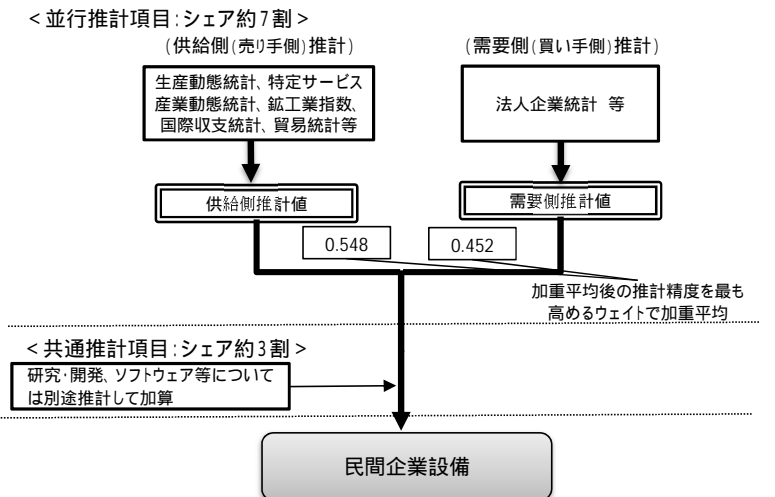 ＜並行推計項目：シェア約７割＞
(供給側(売り手側)推計)
(需要側(買い手側)推計)
生産動態統計、特定サービス
産業動態統計、鉱工業指数、
国際収支統計、貿易統計等
法人企業統計 等
供給側推計値
需要側推計値
0.548
0.452
加重平均後の推計精度を最も
高めるウェイトで加重平均
＜共通推計項目：シェア約３割＞
研究･開発、ソフトウェア等について
は別途推計して加算
民間企業設備